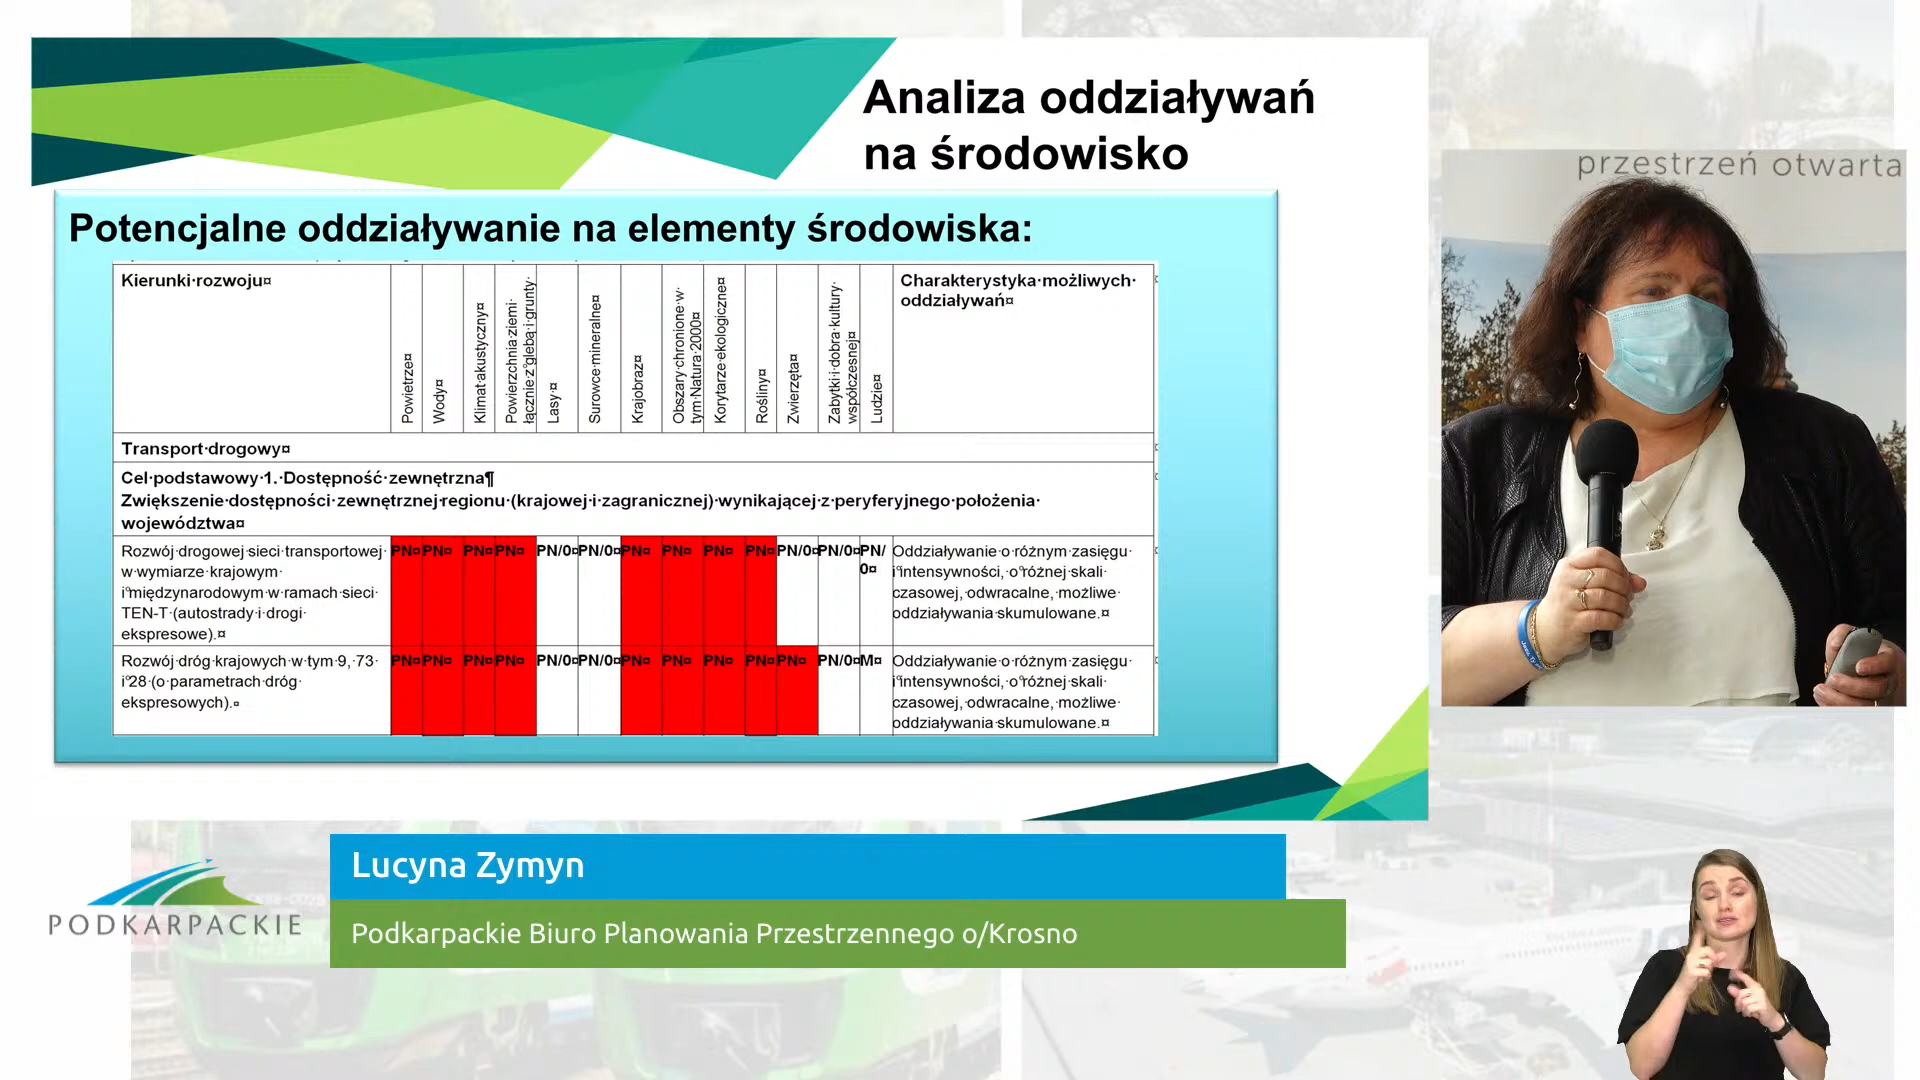 Analiza oddziaływań
na środowisko
przestrzeń otwarta
Potencjalne oddziaływanie na elementy środowiska:
Kierunki·rozwoju¤
Powietrze¤
Wody¤
Klimat·akustyczny¤
Powierzchnia·ziemi·
łącznie·z°glebą·i·grunty·
Lasy·¤
Surowce·mineralne¤
Krajobraz¤
Obszary·chronione·w·
tym·Natura·2000¤
Korytarze·ekologiczne¤
Rośliny¤
Zwierzęta¤
Zabytki·i·dobra·kultury·
współczesnej¤
Ludzie¤
Charakterystyka·możliwych·
oddziaływań¤
Transport·drogowy¤
Cel·podstawowy·1.·Dostępność·zewnętrzna¶
Zwiększenie·dostępności·zewnętrznej·regionu·(krajowej·i·zagranicznej)·wynikającej·z·peryferyjnego·położenia·
województwa¤
Rozwój·drogowej·sieci·transportowej·
w·wymiarze·krajowym·
i°międzynarodowym·w·ramach·sieci·
TEN-T·(autostrady·i·drogi·
ekspresowe).¤
PN¤ PN¤ PN¤ PN¤ PN/0¤ PN/0¤ PN¤ PN¤ PN¤ PN¤ PN/0¤ PN/0¤ PN/
0¤
Oddziaływanie·o·różnym·zasięgu·
i°intensywności,·o°różnej·skali·
czasowej,·odwracalne,·możliwe·
oddziaływania·skumulowane.¤
Rozwój·dróg·krajowych·w·tym·9,·73·
i°28·(o·parametrach·dróg·
ekspresowych).¤
PN¤ PN¤ PN¤ PN¤ PN/0¤ PN/0¤ PN¤ PN¤ PN¤ PN¤ PN¤ PN/0¤ M¤
Oddziaływanie·o·różnym·zasięgu·
i°intensywności,·o°różnej·skali·
czasowej,·odwracalne,·możliwe·
oddziaływania·skumulowane.¤
PODKARPACKIE
Lucyna Zymyn
Podkarpackie Biuro Planowania Przestrzennego o/Krosno